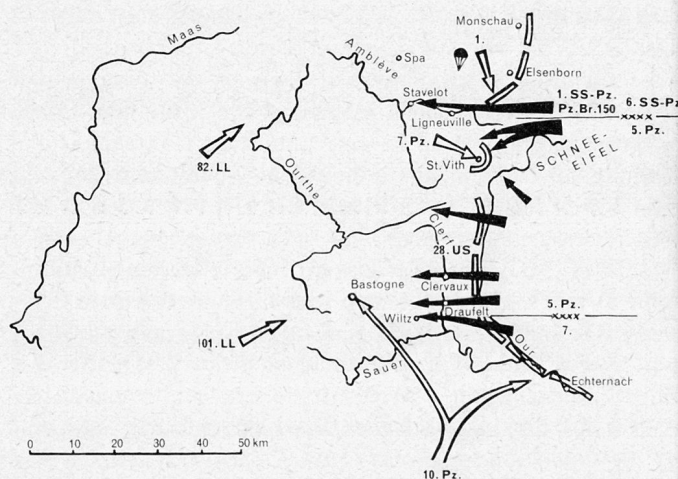 Maas
Monschau
Amblève
Spa
1.
Elsenborn
Stavelot
1.SS-Pz.
Pz.Br.150
6. SS-Pz
xxxx
5. Pz.
Ligneuville
7. Pz.
St.Vith
SCHNEE-
EIFEL
82. LL
Ourthe
Clerf
28. US
Bastogne
Clervaux
Draufelt
5. Pz.
xxxx
7.
Wiltz
101. LL
Sauer
Our
Echternach
0 10 20 30 40 50 km
10. Pz.